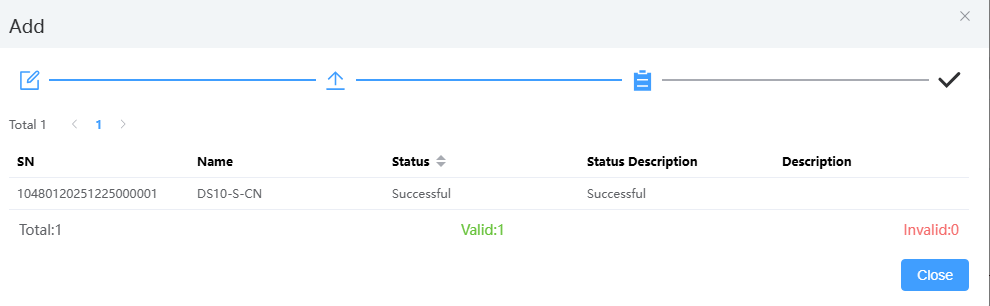 Add
Total 1 < 1 >
SN Name Status Status Description Description
10480120251225000001 DS10-S-CN Successful Successful
Total:1 Valid:1 Invalid:0
Close